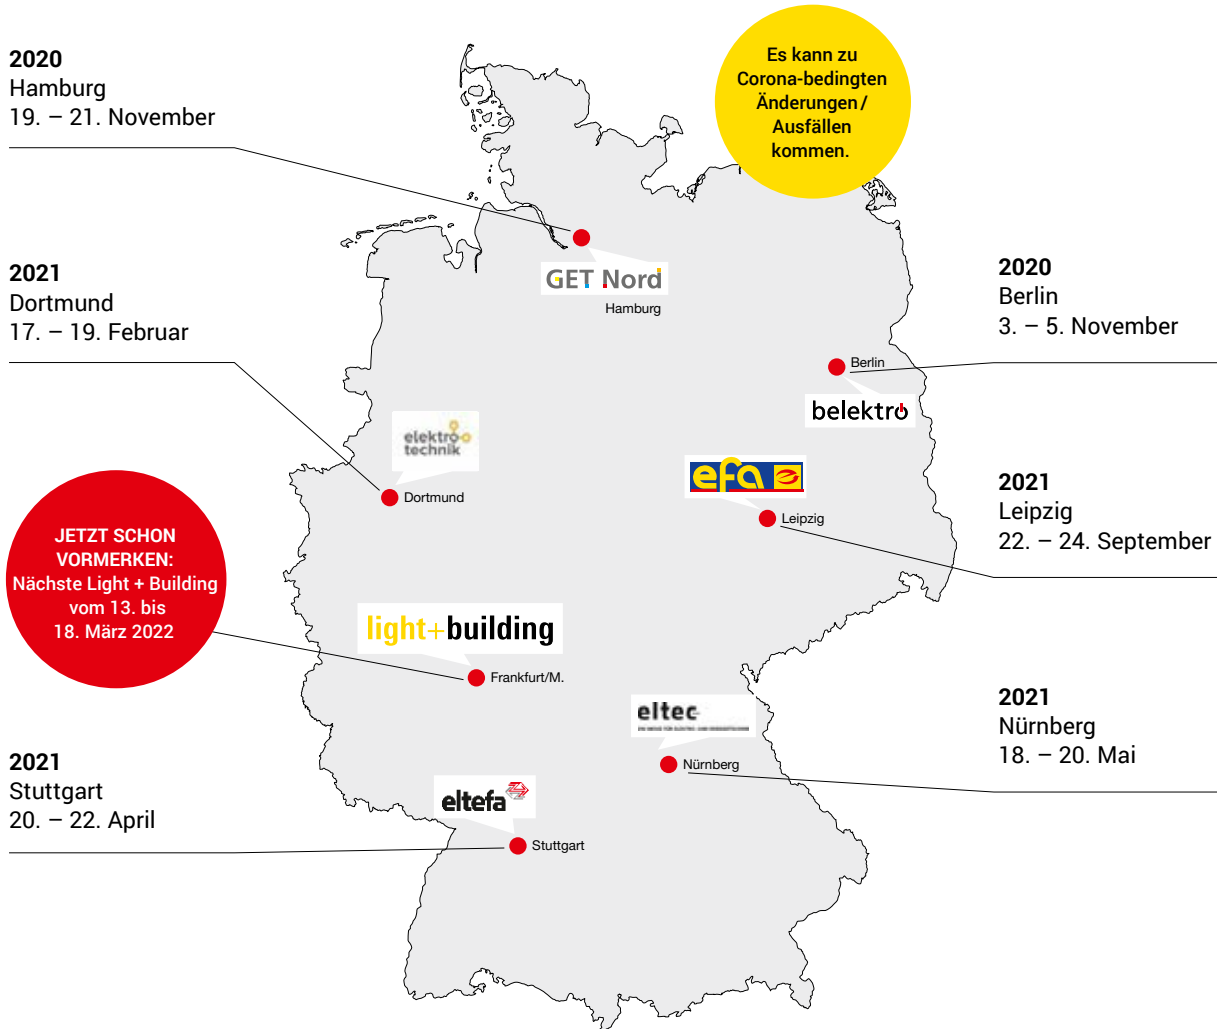 2020
Hamburg
19. – 21. November
Es kann zu
Corona-bedingten
Änderungen /
Ausfällen
kommen.
2021
Dortmund
17. – 19. Februar
GET Nord
Hamburg
2020
Berlin
3. – 5. November
Berlin
belektro
elektro
technik
Dortmund
efa
Leipzig
2021
Leipzig
22. – 24. September
JETZT SCHON
VORMERKEN:
Nächste Light + Building
vom 13. bis
18. März 2022
light+building
Frankfurt/M.
eltec
Nürnberg
2021
Nürnberg
18. – 20. Mai
2021
Stuttgart
20. – 22. April
eltefa
Stuttgart